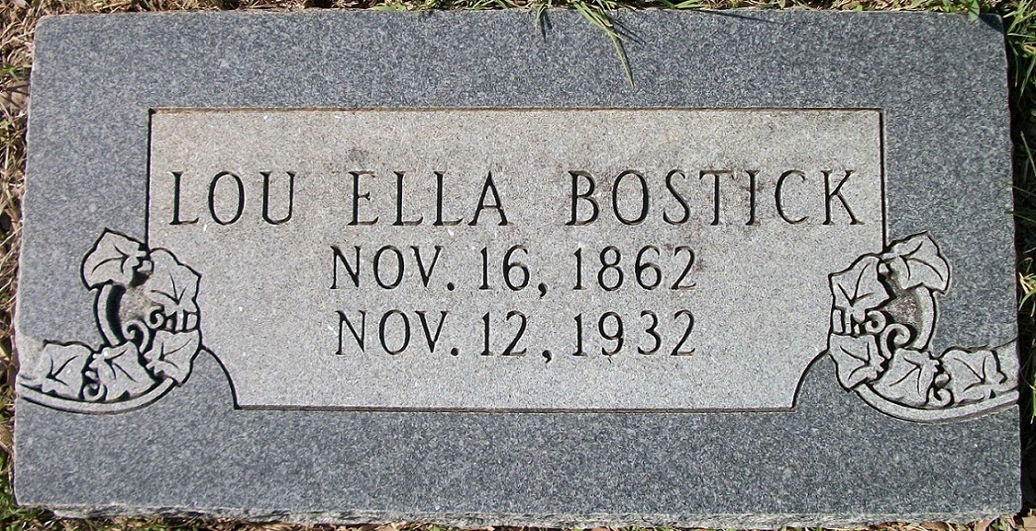 LOU ELLA BOSTICK
NOV. 16, 1862
NOV. 12, 1932